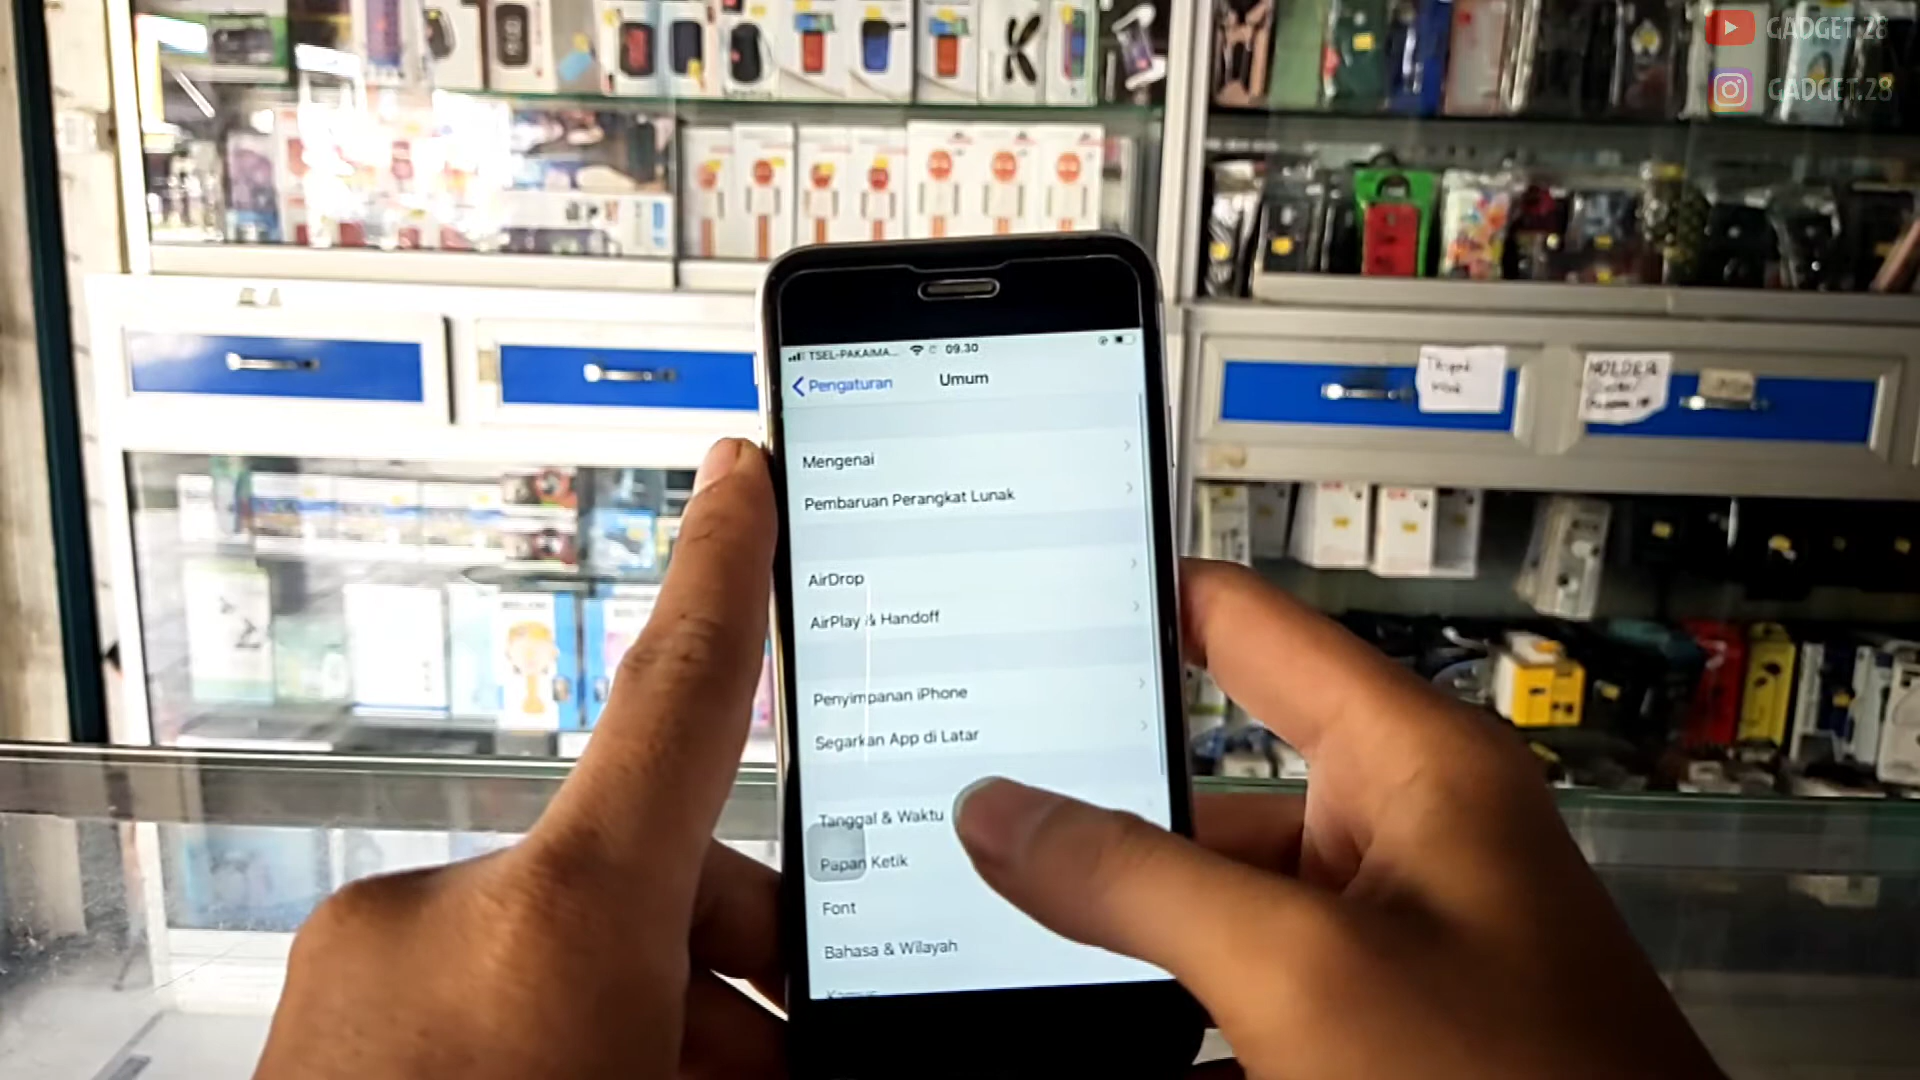 GADGET.28
GADGET.28
TSEL-PAKAIMA... 09.30
Pengaturan
Umum
Mengenai
Pembaruan Perangkat Lunak
AirDrop
AirPlay & Handoff
Penyimpanan iPhone
Segarkan App di Latar
Tanggal & Waktu
Papan Ketik
Font
Bahasa & Wilayah
HOLDER